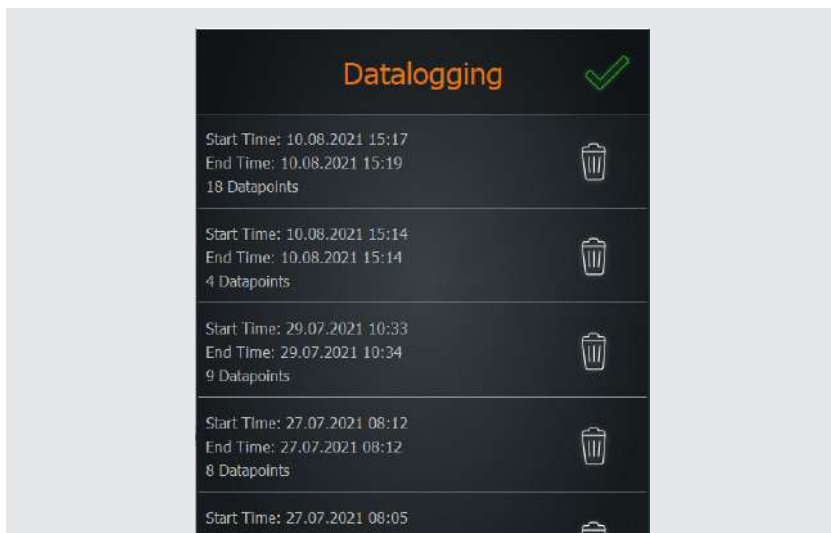 Datalogging
Start Time: 10.08.2021 15:17
End Time: 10.08.2021 15:19
18 Datapoints
Start Time: 10.08.2021 15:14
End Time: 10.08.2021 15:14
4 Datapoints
Start Time: 29.07.2021 10:33
End Time: 29.07.2021 10:34
9 Datapoints
Start Time: 27.07.2021 08:12
End Time: 27.07.2021 08:12
8 Datapoints
Start Time: 27.07.2021 08:05